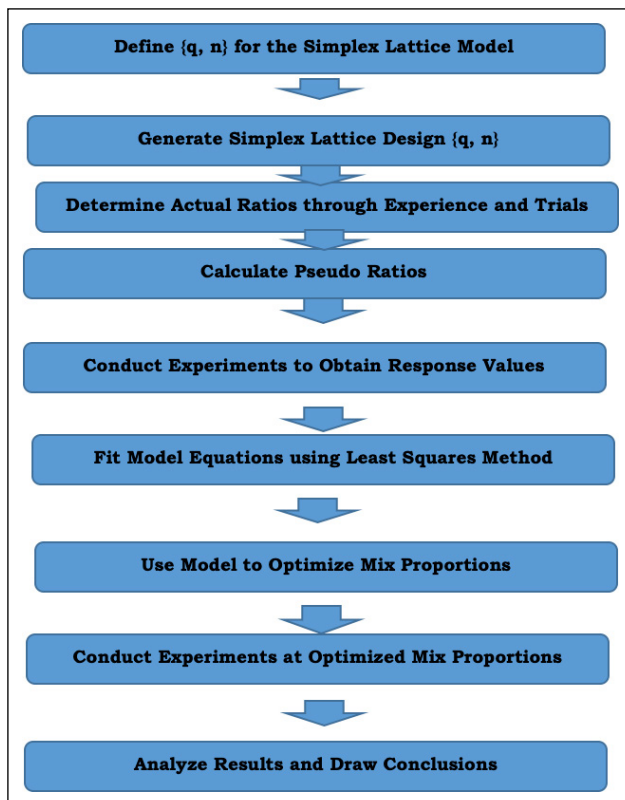 Define {q, n} for the Simplex Lattice Model
Generate Simplex Lattice Design {q, n}
Determine Actual Ratios through Experience and Trials
Calculate Pseudo Ratios
Conduct Experiments to Obtain Response Values
Fit Model Equations using Least Squares Method
Use Model to Optimize Mix Proportions
Conduct Experiments at Optimized Mix Proportions
Analyze Results and Draw Conclusions